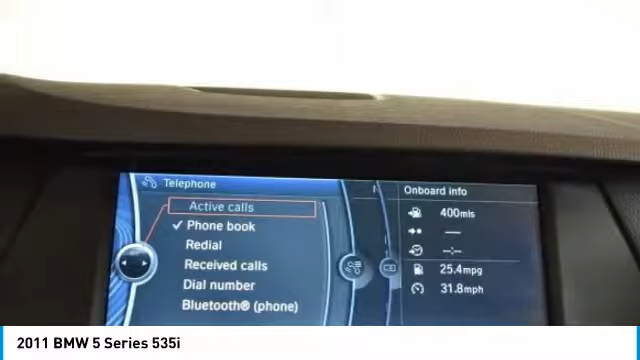 Telephone
Active calls
Phone book
Redial
Received calls
Dial number
Bluetooth® (phone)
Onboard info
400mls
---
--:--
25.4mpg
31.8mph
2011 BMW 5 Series 535i